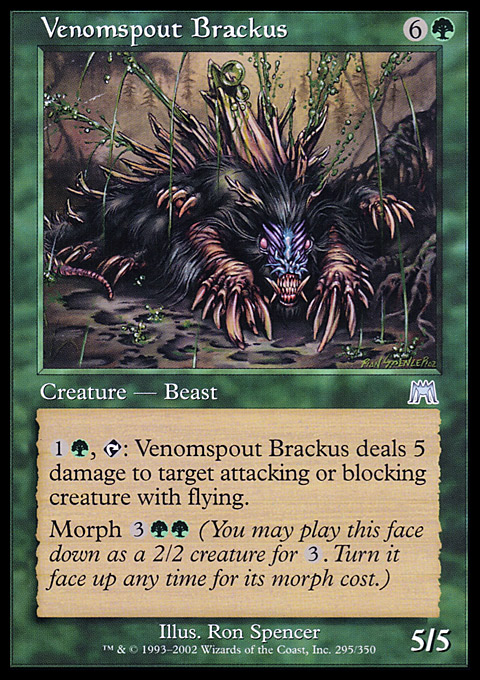 Venomspout Brackus 6
RON SPENCER 02
Creature — Beast
1, : Venomspout Brackus deals 5
damage to target attacking or blocking
creature with flying.
Morph 3 (You may play this face
down as a 2/2 creature for 3. Turn it
face up any time for its morph cost.)
Illus. Ron Spencer
™ & © 1993–2002 Wizards of the Coast, Inc. 295/350
5/5